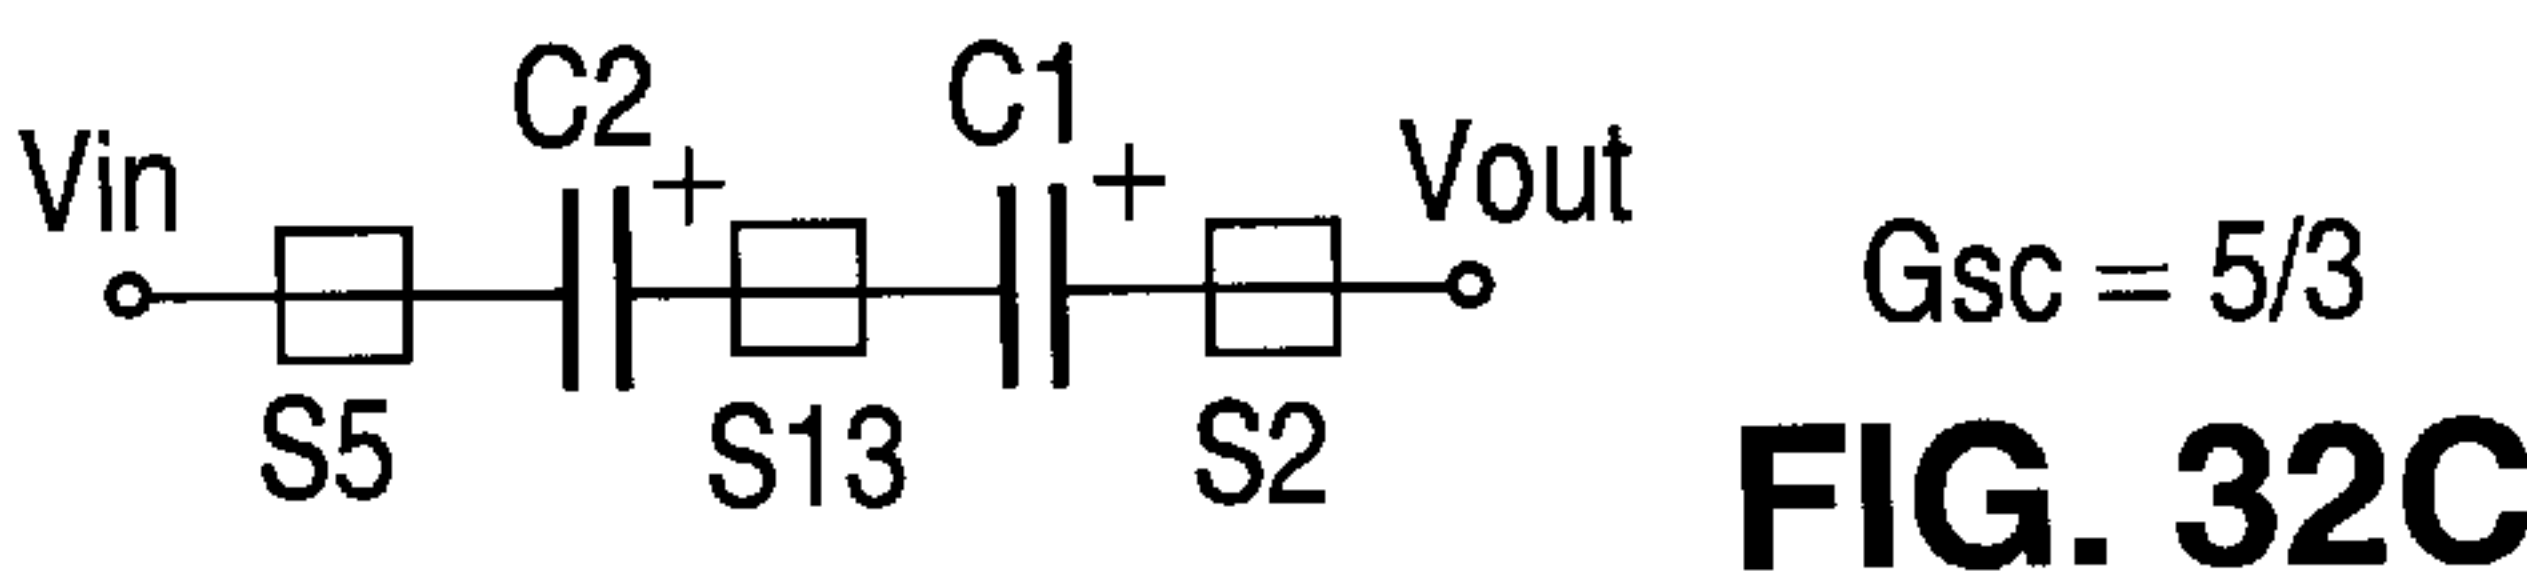 C2
C1
Vin
+
+
Vout
Gsc = 5/3
S5
S13
S2
FIG. 32C